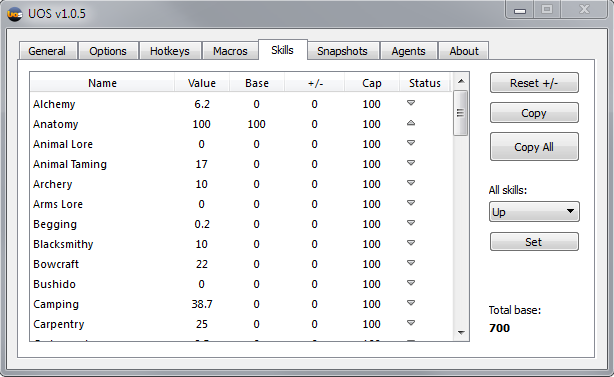 UOS v1.0.5
General Options Hotkeys Macros Skills Snapshots Agents About
Name Value Base +/- Cap Status
Alchemy 6.2 0 0 100
Anatomy 100 100 0 100
Animal Lore 0 0 0 100
Animal Taming 17 0 0 100
Archery 10 0 0 100
Arms Lore 0 0 0 100
Begging 0.2 0 0 100
Blacksmithy 10 0 0 100
Bowcraft 22 0 0 100
Bushido 0 0 0 100
Camping 38.7 0 0 100
Carpentry 25 0 0 100
Reset +/-
Copy
Copy All
All skills:
Up
Set
Total base:
700